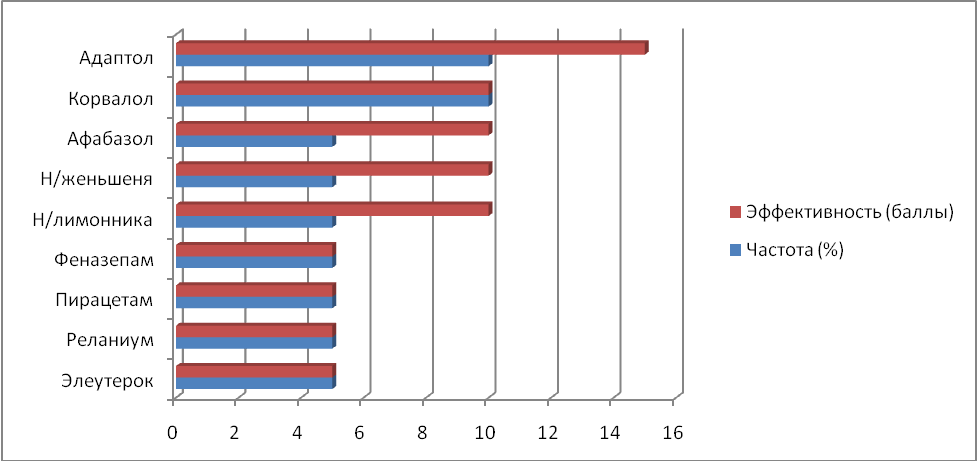 Адаптол
Корвалол
Афабазол
Н/женьшеня
Н/лимонника
Феназепам
Пирацетам
Реланиум
Элеутерок
0 2 4 6 8 10 12 14 16
Эффективность (баллы)
Частота (%)